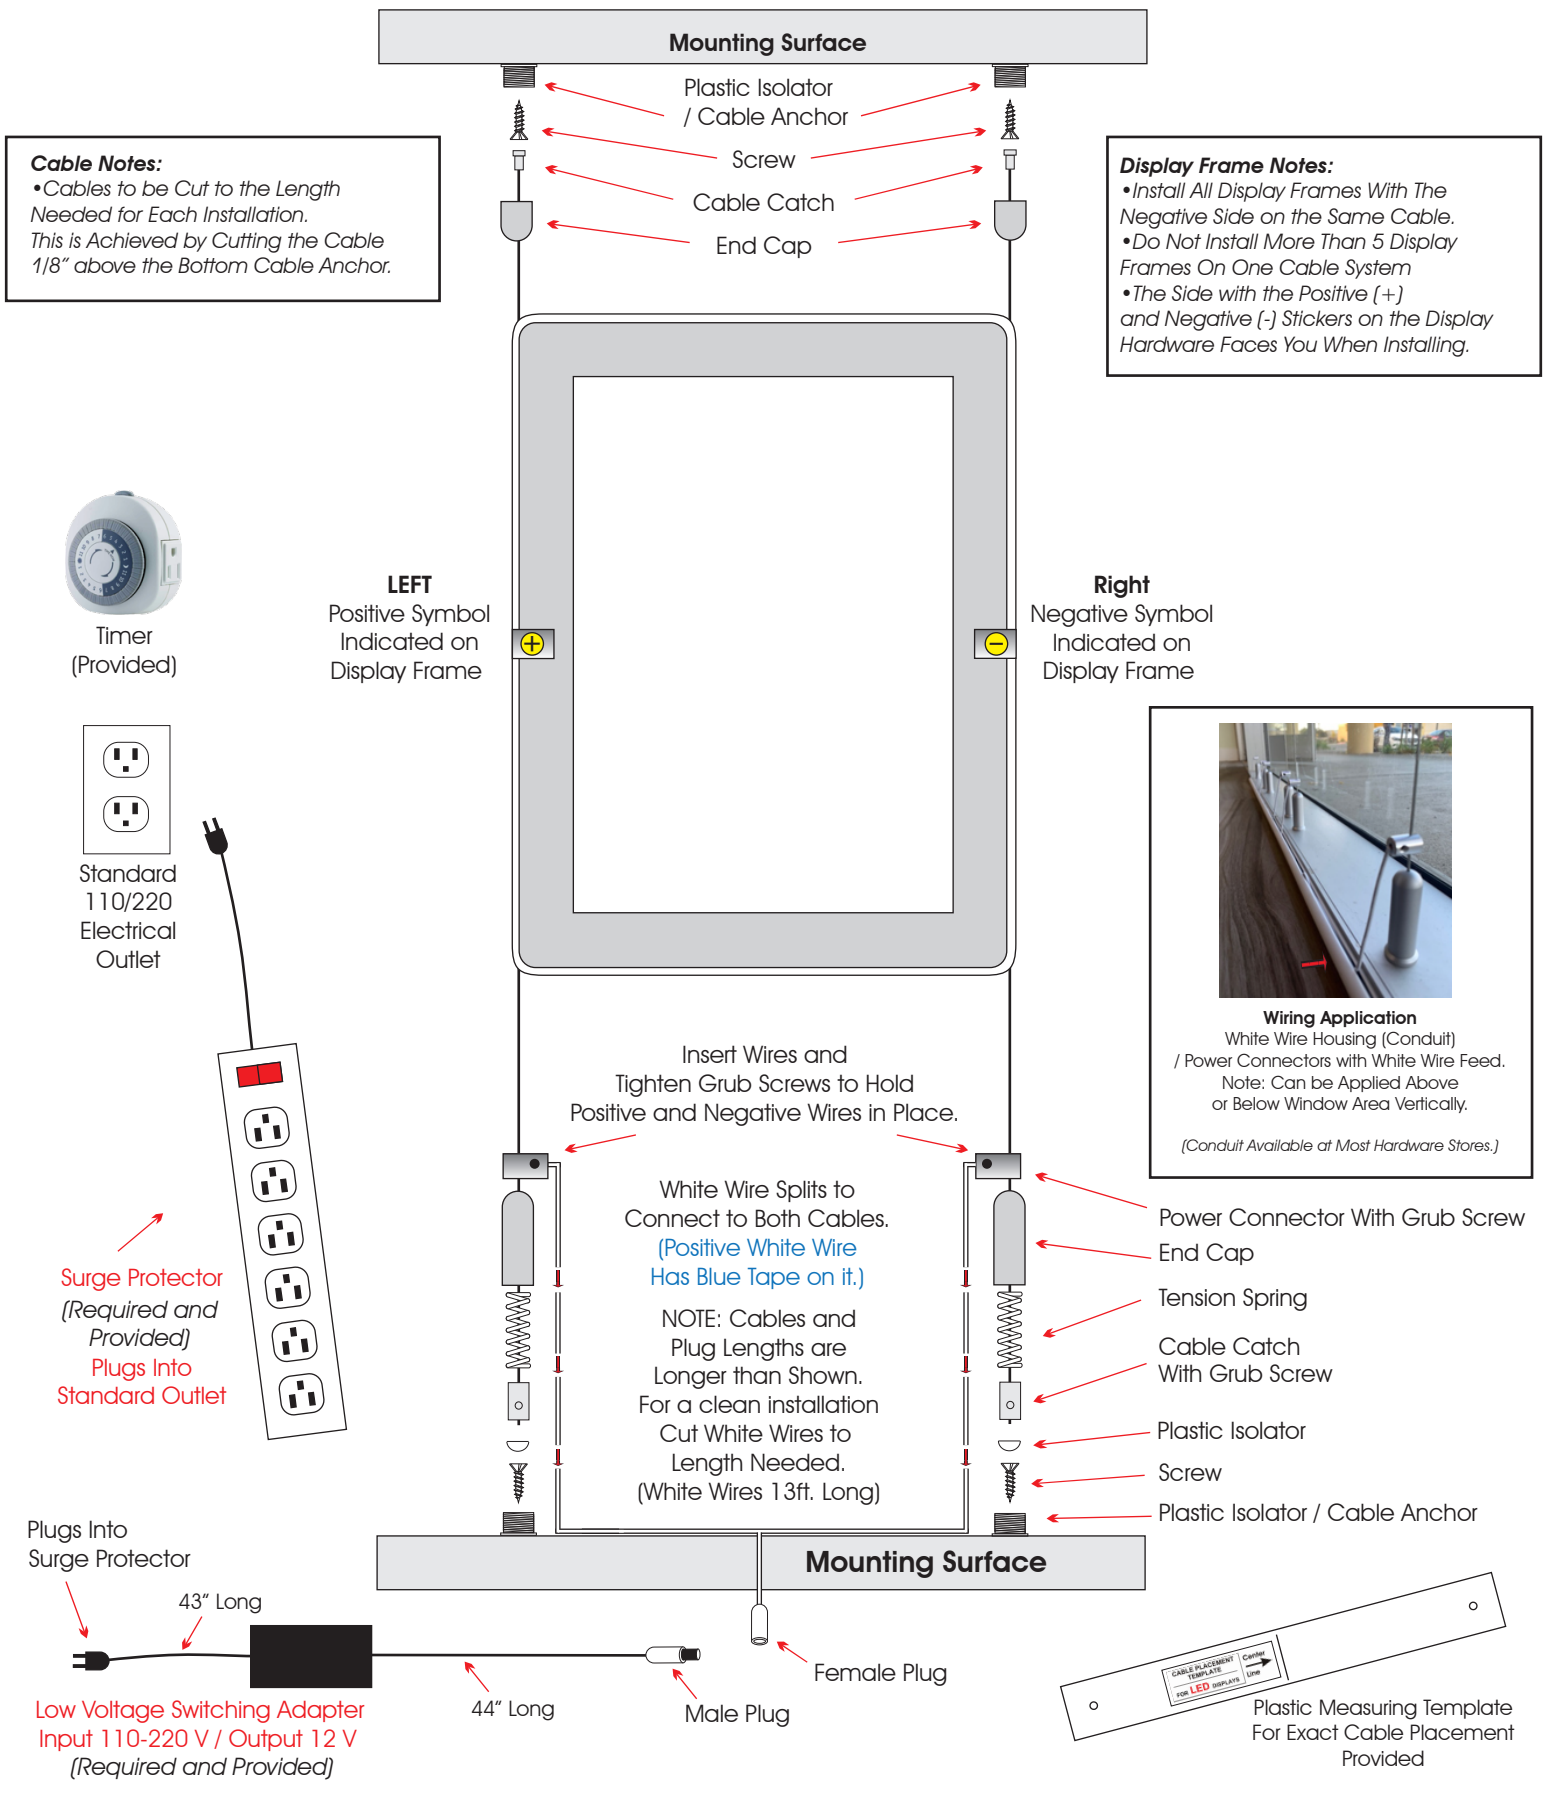 Mounting Surface
Plastic Isolator
/ Cable Anchor
Screw
Cable Catch
End Cap
Cable Notes:
•Cables to be Cut to the Length
Needed for Each Installation.
This is Achieved by Cutting the Cable
1/8” above the Bottom Cable Anchor.
Display Frame Notes:
•Install All Display Frames With The
Negative Side on the Same Cable.
•Do Not Install More Than 5 Display
Frames On One Cable System
•The Side with the Positive (+)
and Negative (-) Stickers on the Display
Hardware Faces You When Installing.
Timer
(Provided)
LEFT
Positive Symbol
Indicated on
Display Frame
+
Right
Negative Symbol
Indicated on
Display Frame
−
Standard
110/220
Electrical
Outlet
Wiring Application
White Wire Housing (Conduit)
/ Power Connectors with White Wire Feed.
Note: Can be Applied Above
or Below Window Area Vertically.
(Conduit Available at Most Hardware Stores.)
Insert Wires and
Tighten Grub Screws to Hold
Positive and Negative Wires in Place.
White Wire Splits to
Connect to Both Cables.
(Positive White Wire
Has Blue Tape on it.)
NOTE: Cables and
Plug Lengths are
Longer than Shown.
For a clean installation
Cut White Wires to
Length Needed.
(White Wires 13ft. Long)
Power Connector With Grub Screw
End Cap
Tension Spring
Cable Catch
With Grub Screw
Plastic Isolator
Screw
Plastic Isolator / Cable Anchor
Surge Protector
(Required and
Provided)
Plugs Into
Standard Outlet
Mounting Surface
Plugs Into
Surge Protector
43” Long
44” Long
Low Voltage Switching Adapter
Input 110-220 V / Output 12 V
(Required and Provided)
Male Plug
Female Plug
CABLE PLACEMENT
TEMPLATE
FOR LED DISPLAYS
Center
Line
Plastic Measuring Template
For Exact Cable Placement
Provided